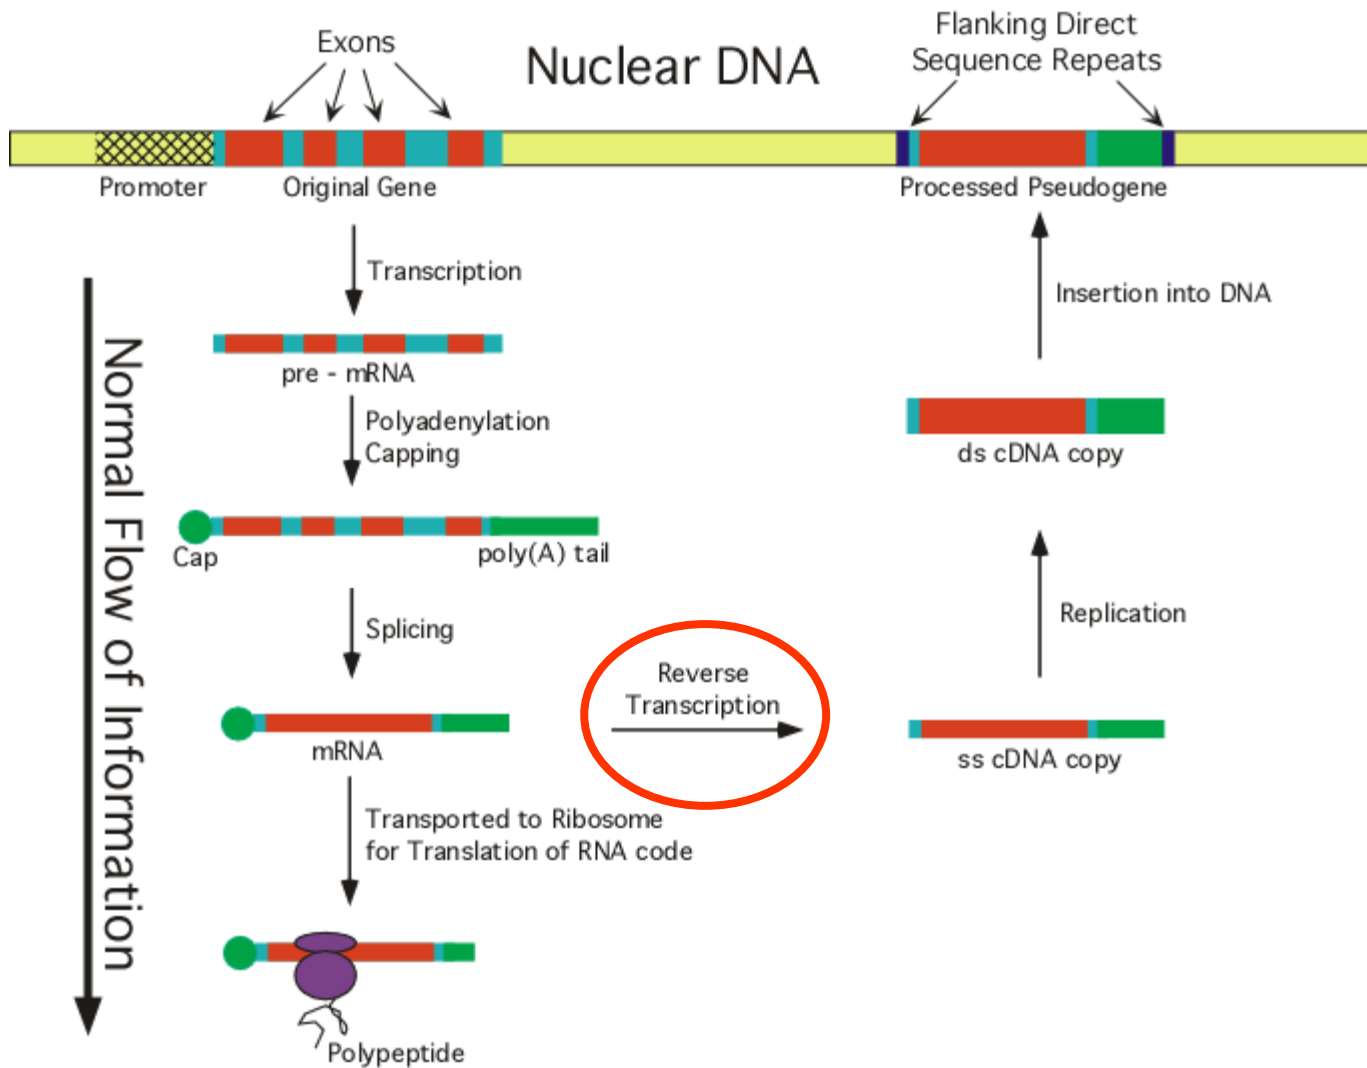 Exons
Nuclear DNA
Flanking Direct
Sequence Repeats
Promoter
Original Gene
Processed Pseudogene
Transcription
Insertion into DNA
pre - mRNA
Polyadenylation
Capping
ds cDNA copy
Cap
poly(A) tail
Splicing
Replication
Reverse
Transcription
mRNA
ss cDNA copy
Transported to Ribosome
for Translation of RNA code
Polypeptide
Normal Flow of Information